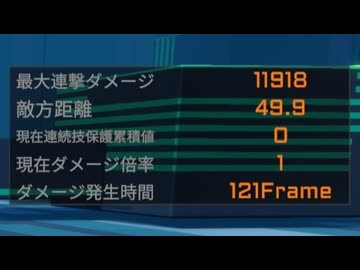 最大連撃ダメージ 11918
敵方距離 49.9
現在連続技保護累積値 0
現在ダメージ倍率 1
ダメージ発生時間 121Frame